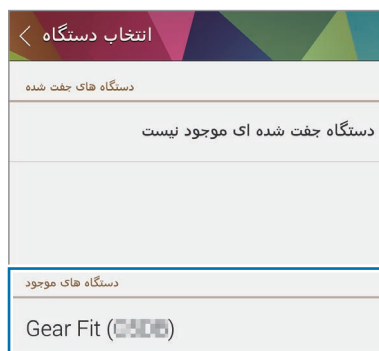 انتخاب دستگاه
دستگاه های جفت شده
دستگاه جفت شده ای موجود نیست
دستگاه های موجود
Gear Fit ()